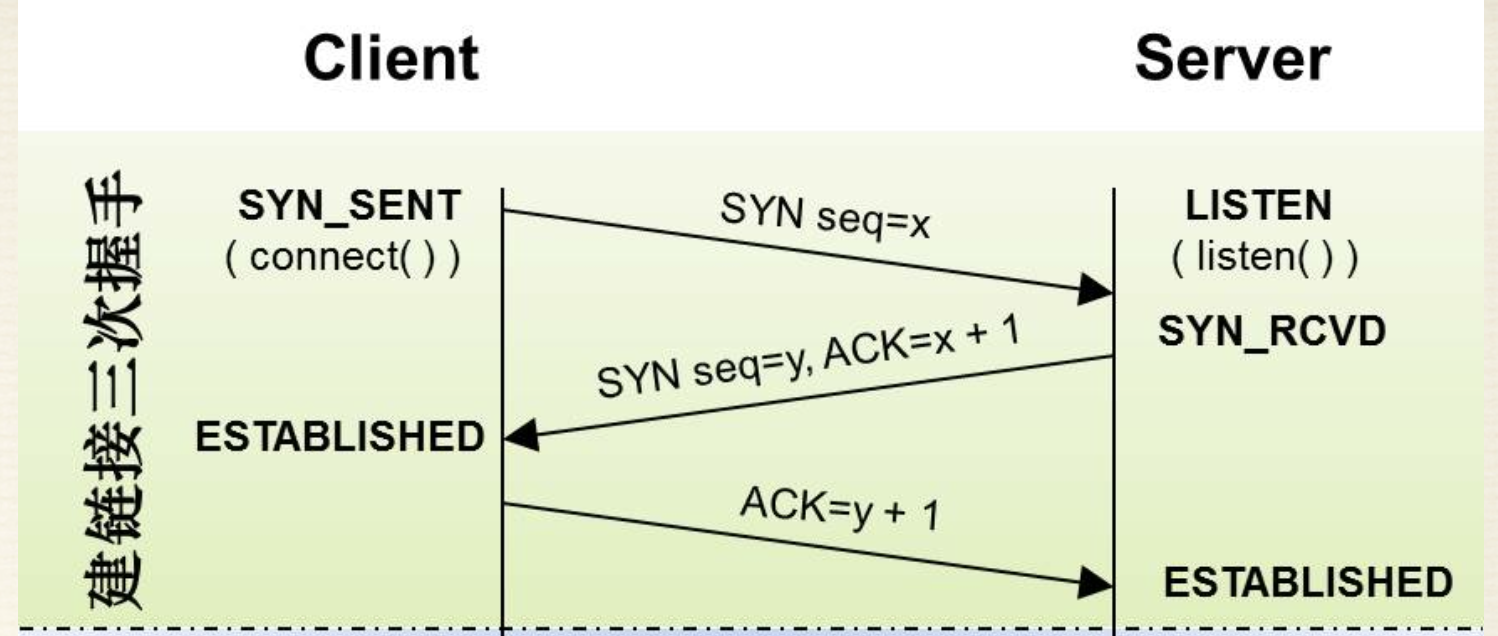 Client
Server
建链接三次握手
SYN_SENT
( connect( ) )
SYN seq=x
LISTEN
( listen( ) )
SYN_RCVD
SYN seq=y, ACK=x + 1
ESTABLISHED
ACK=y + 1
ESTABLISHED